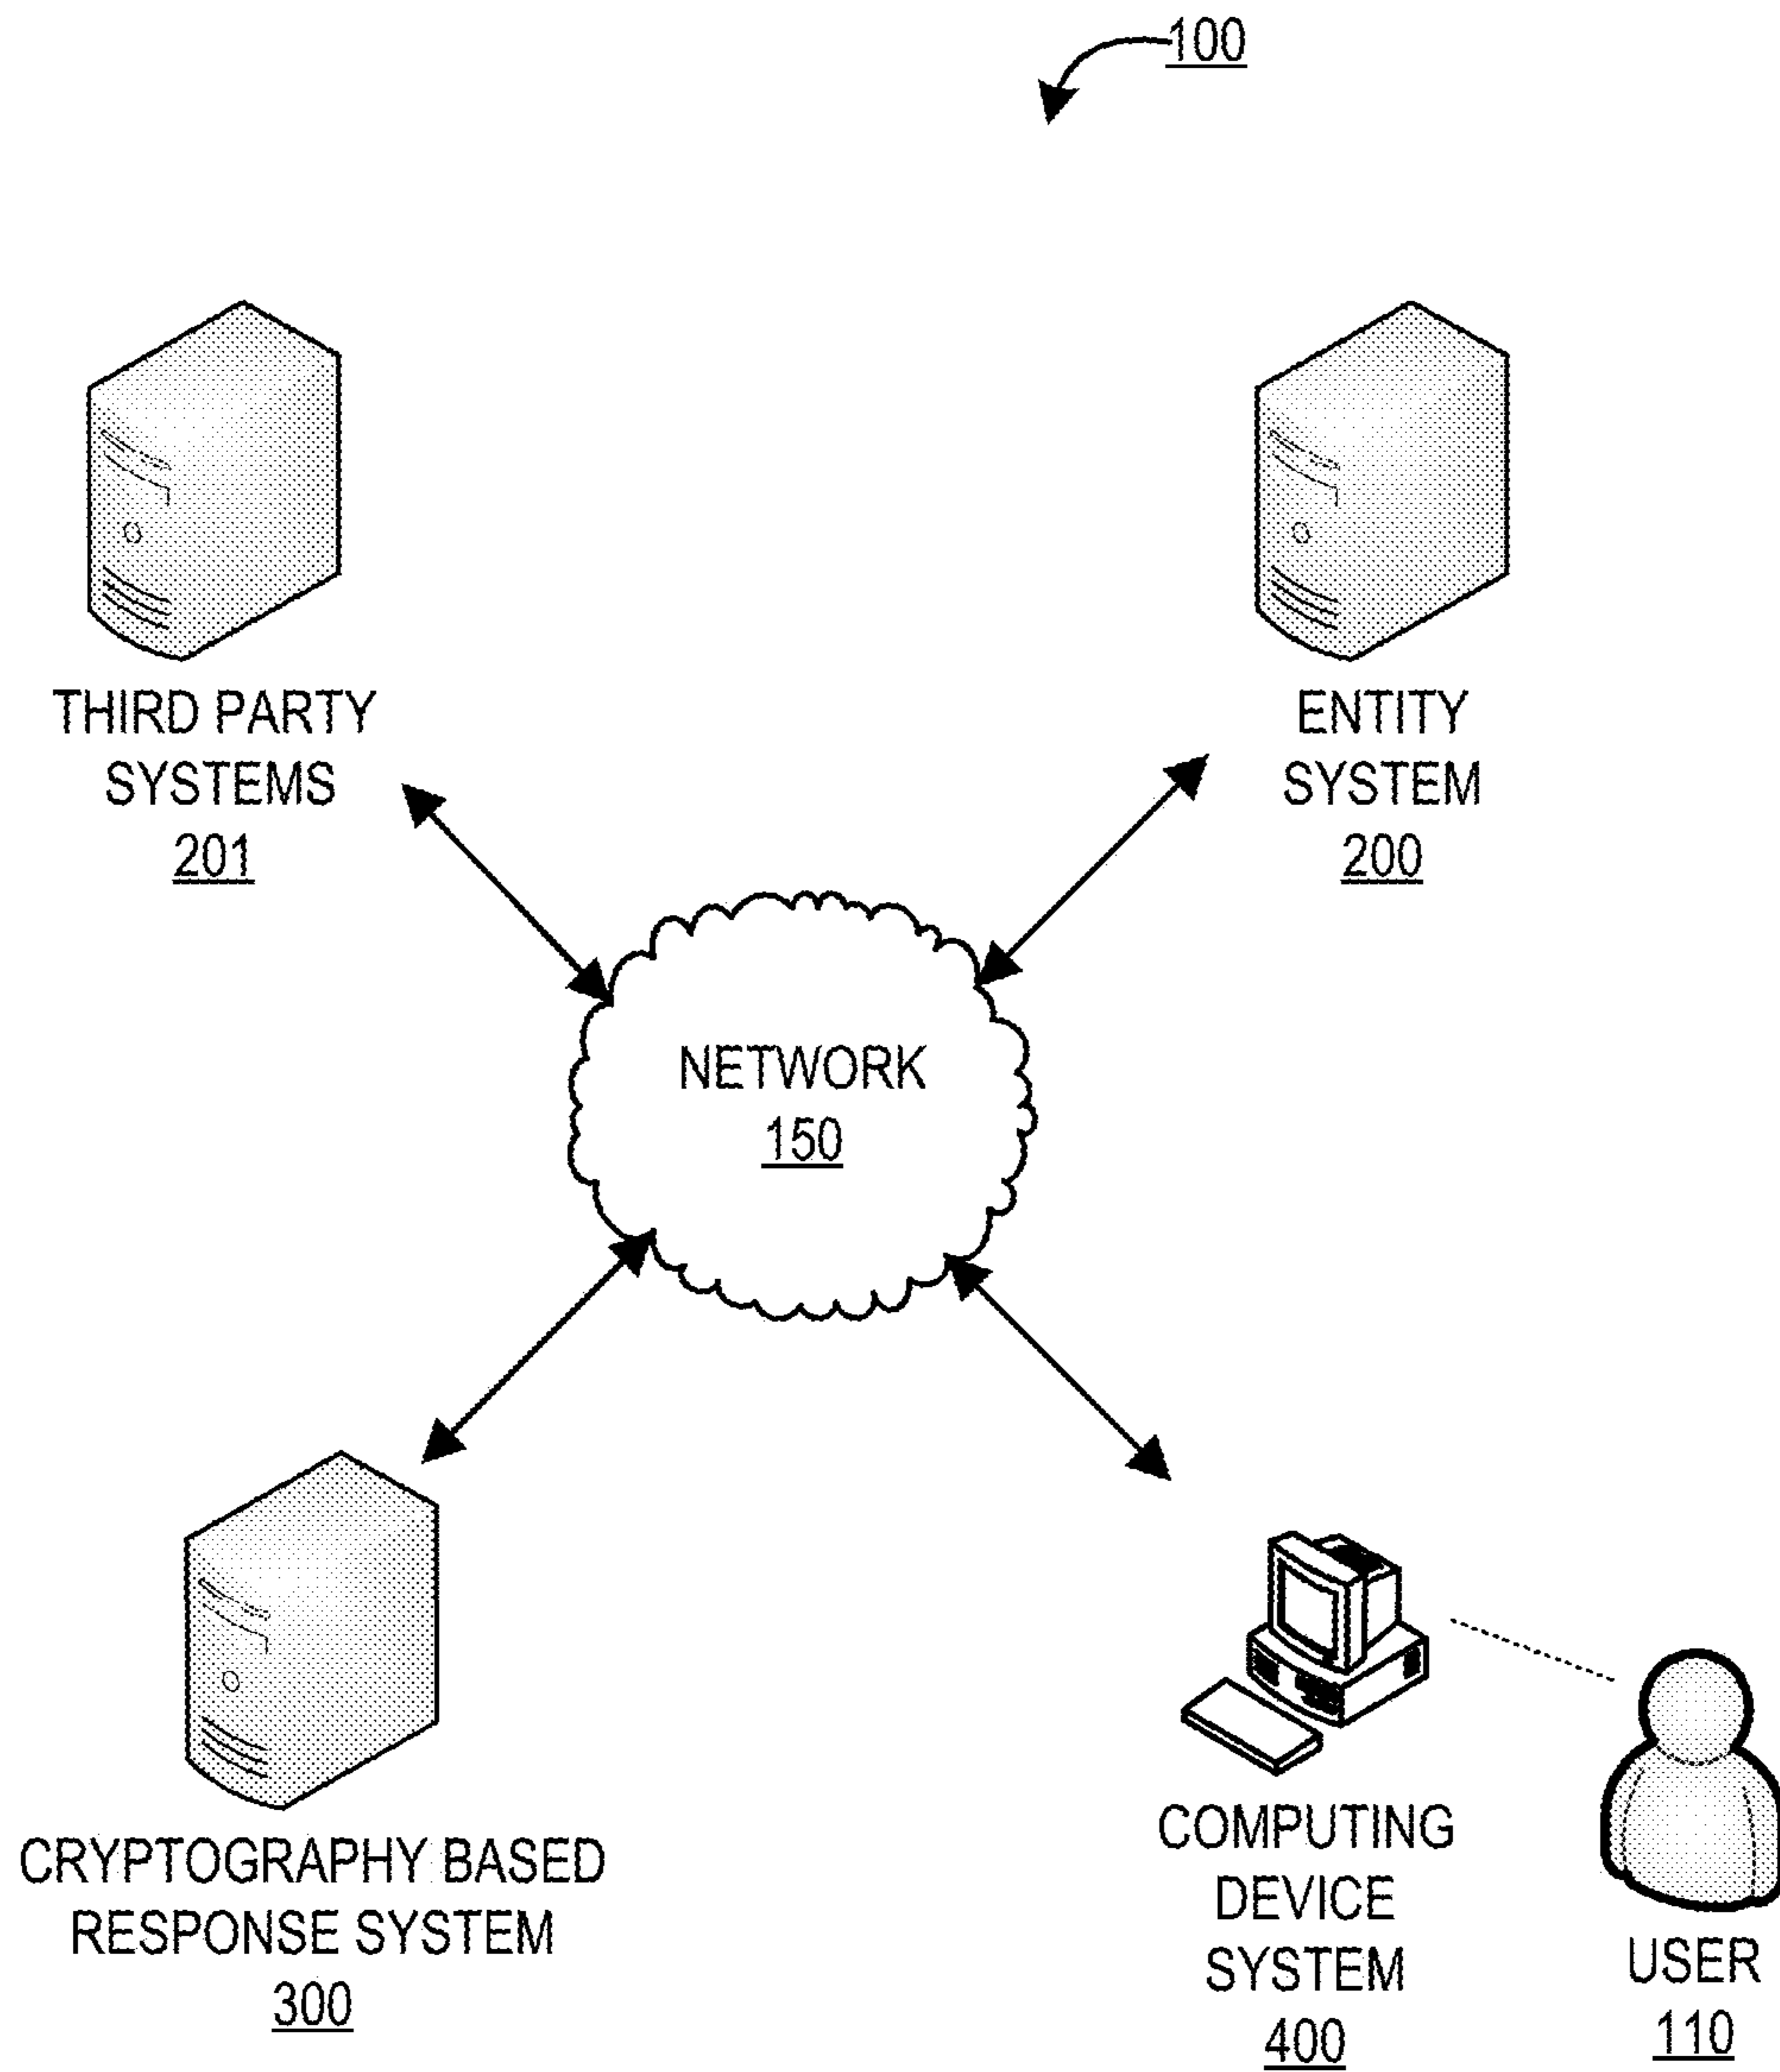 100
THIRD PARTY
SYSTEMS
201
ENTITY
SYSTEM
200
NETWORK
150
CRYPTOGRAPHY BASED
RESPONSE SYSTEM
300
COMPUTING
DEVICE
SYSTEM
400
USER
110